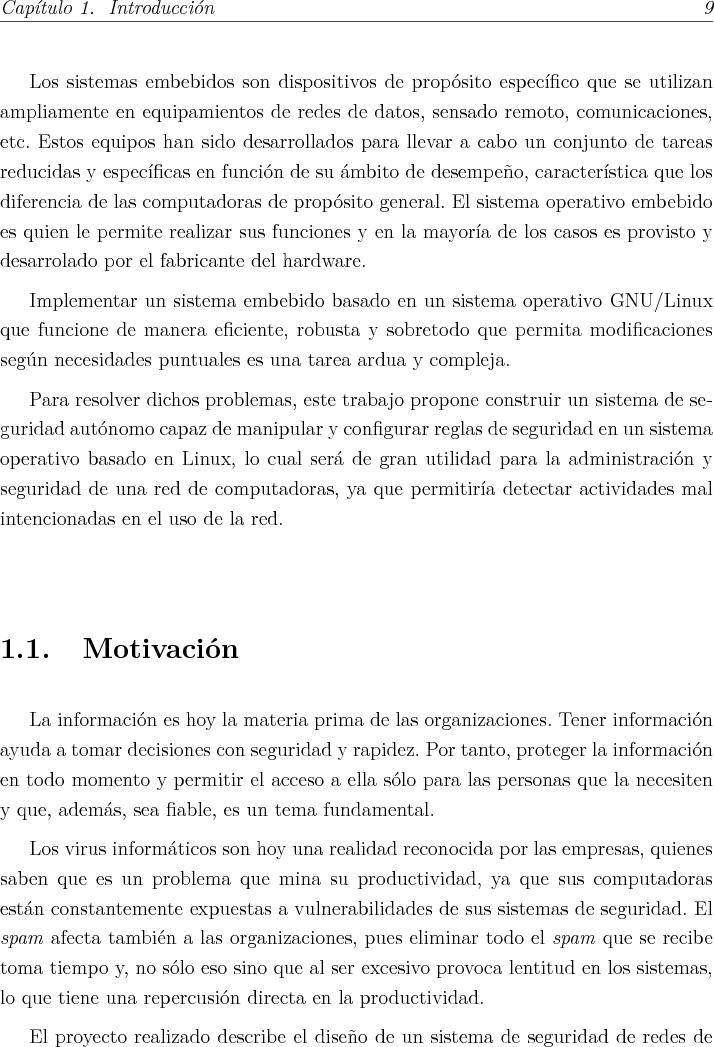 Capítulo 1. Introducción 9
Los sistemas embebidos son dispositivos de propósito específico que se utilizan
ampliamente en equipamientos de redes de datos, sensado remoto, comunicaciones,
etc. Estos equipos han sido desarrollados para llevar a cabo un conjunto de tareas
reducidas y específicas en función de su ámbito de desempeño, característica que los
diferencia de las computadoras de propósito general. El sistema operativo embebido
es quien le permite realizar sus funciones y en la mayoría de los casos es provisto y
desarrolado por el fabricante del hardware.
Implementar un sistema embebido basado en un sistema operativo GNU/Linux
que funcione de manera eficiente, robusta y sobretodo que permita modificaciones
según necesidades puntuales es una tarea ardua y compleja.
Para resolver dichos problemas, este trabajo propone construir un sistema de se-
guridad autónomo capaz de manipular y configurar reglas de seguridad en un sistema
operativo basado en Linux, lo cual será de gran utilidad para la administración y
seguridad de una red de computadoras, ya que permitiría detectar actividades mal
intencionadas en el uso de la red.
1.1. Motivación
La información es hoy la materia prima de las organizaciones. Tener información
ayuda a tomar decisiones con seguridad y rapidez. Por tanto, proteger la información
en todo momento y permitir el acceso a ella sólo para las personas que la necesiten
y que, además, sea fiable, es un tema fundamental.
Los virus informáticos son hoy una realidad reconocida por las empresas, quienes
saben que es un problema que mina su productividad, ya que sus computadoras
están constantemente expuestas a vulnerabilidades de sus sistemas de seguridad. El
spam afecta también a las organizaciones, pues eliminar todo el spam que se recibe
toma tiempo y, no sólo eso sino que al ser excesivo provoca lentitud en los sistemas,
lo que tiene una repercusión directa en la productividad.
El proyecto realizado describe el diseño de un sistema de seguridad de redes de